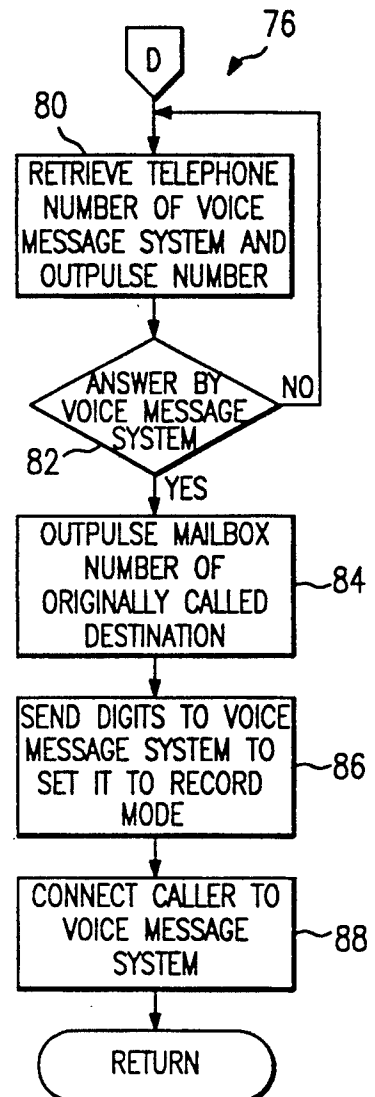 76
D
80
RETRIEVE TELEPHONE
NUMBER OF VOICE
MESSAGE SYSTEM AND
OUTPULSE NUMBER
ANSWER BY
VOICE MESSAGE
SYSTEM
NO
82
YES
OUTPULSE MAILBOX
NUMBER OF
ORIGINALLY CALLED
DESTINATION
84
SEND DIGITS TO VOICE
MESSAGE SYSTEM TO
SET IT TO RECORD
MODE
86
CONNECT CALLER TO
VOICE MESSAGE
SYSTEM
88
RETURN